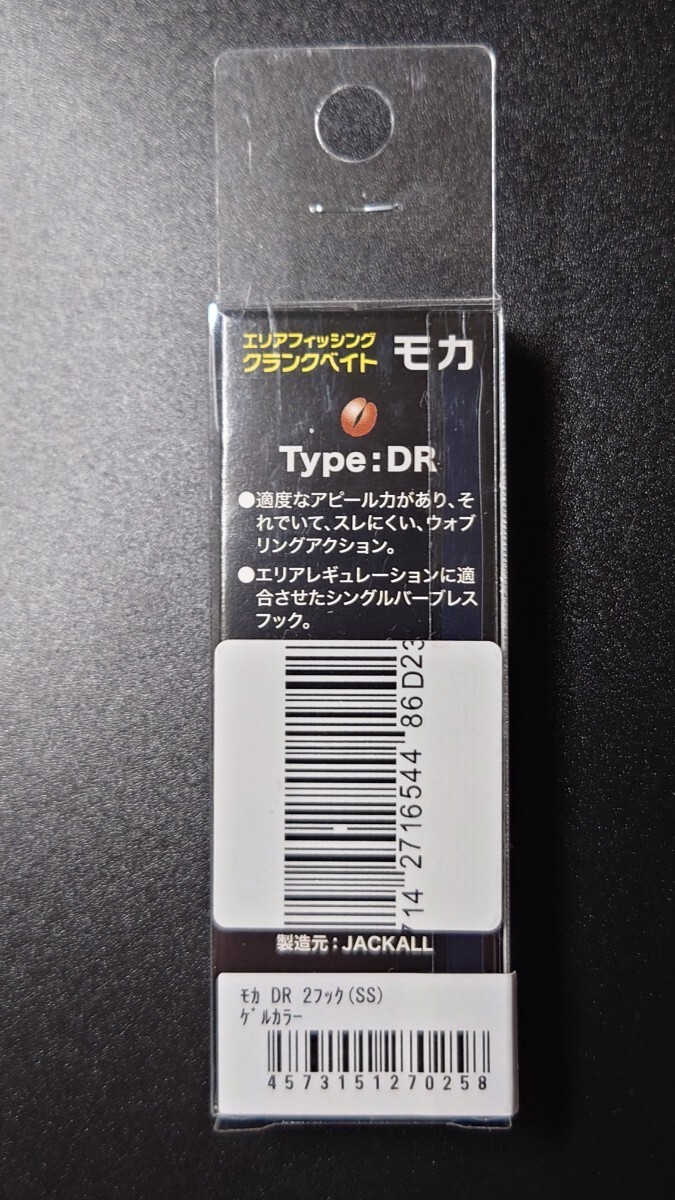 エリアフィッシング
クランクベイト モカ
Type:DR
●適度なアピール力があり、そ
れでいて、スレにくい、ウォブ
リングアクション。
●エリアレギュレーションに適
合させたシングルバーブレス
フック。
714 2716544 86D23
製造元:JACKALL
ﾓｶ DR 2ﾌｯｸ(SS)
ｹﾞﾙｶﾗｰ
4573151270258